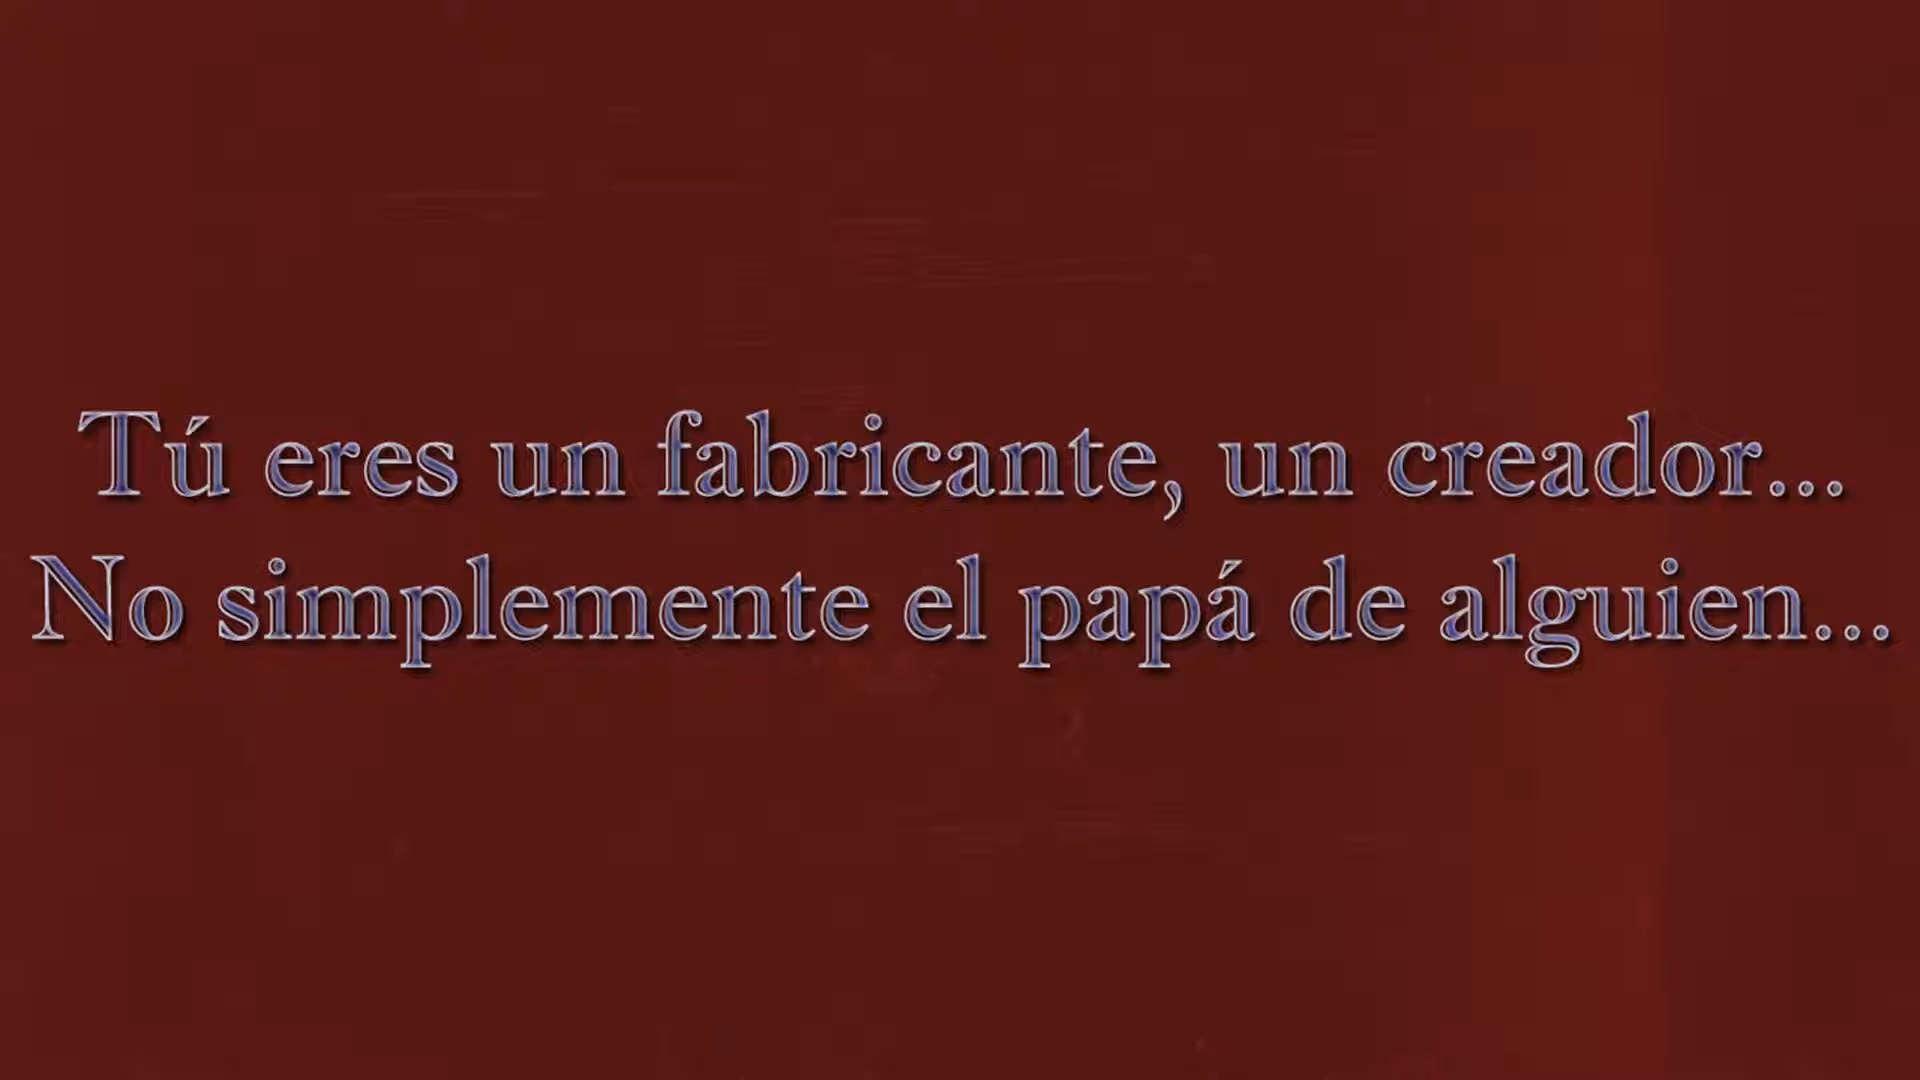 Tú eres un fabricante, un creador...
No simplemente el papá de alguien...